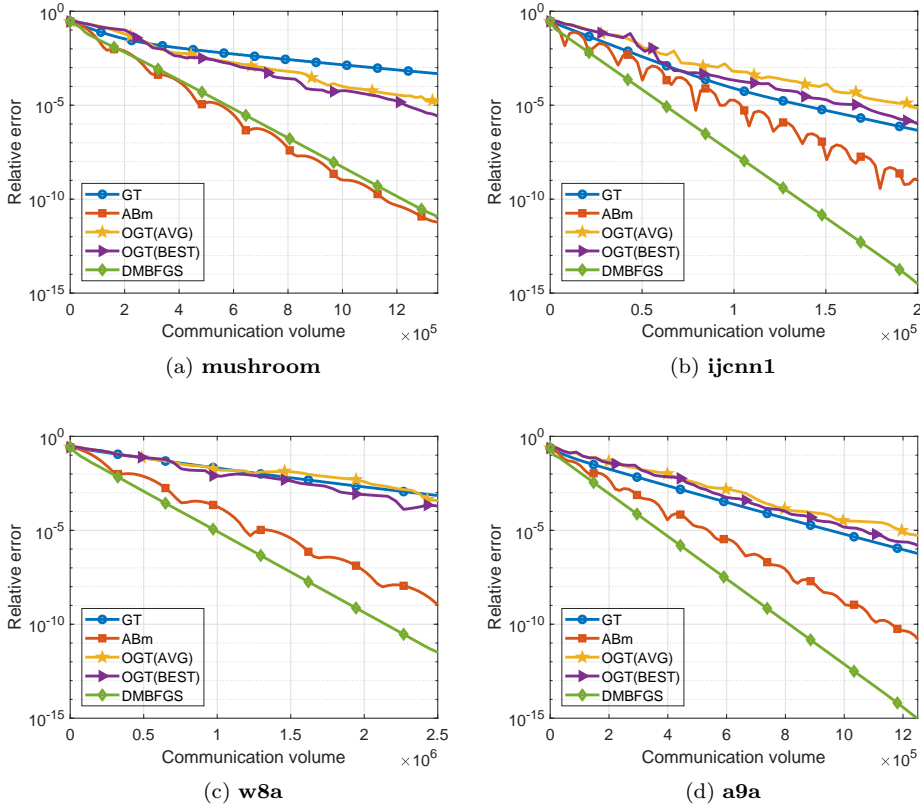 10^0
10^-5
10^-10
10^-15
Relative error
GT
ABm
OGT(AVG)
OGT(BEST)
DMBFGS
0 2 4 6 8 10 12
Communication volume ×10^5
(a) mushroom
10^0
10^-5
10^-10
10^-15
Relative error
GT
ABm
OGT(AVG)
OGT(BEST)
DMBFGS
0 0.5 1 1.5 2
Communication volume ×10^5
(b) ijcnn1
10^0
10^-5
10^-10
10^-15
Relative error
GT
ABm
OGT(AVG)
OGT(BEST)
DMBFGS
0 0.5 1 1.5 2 2.5
Communication volume ×10^6
(c) w8a
10^0
10^-5
10^-10
10^-15
Relative error
GT
ABm
OGT(AVG)
OGT(BEST)
DMBFGS
0 2 4 6 8 10 12
Communication volume ×10^5
(d) a9a